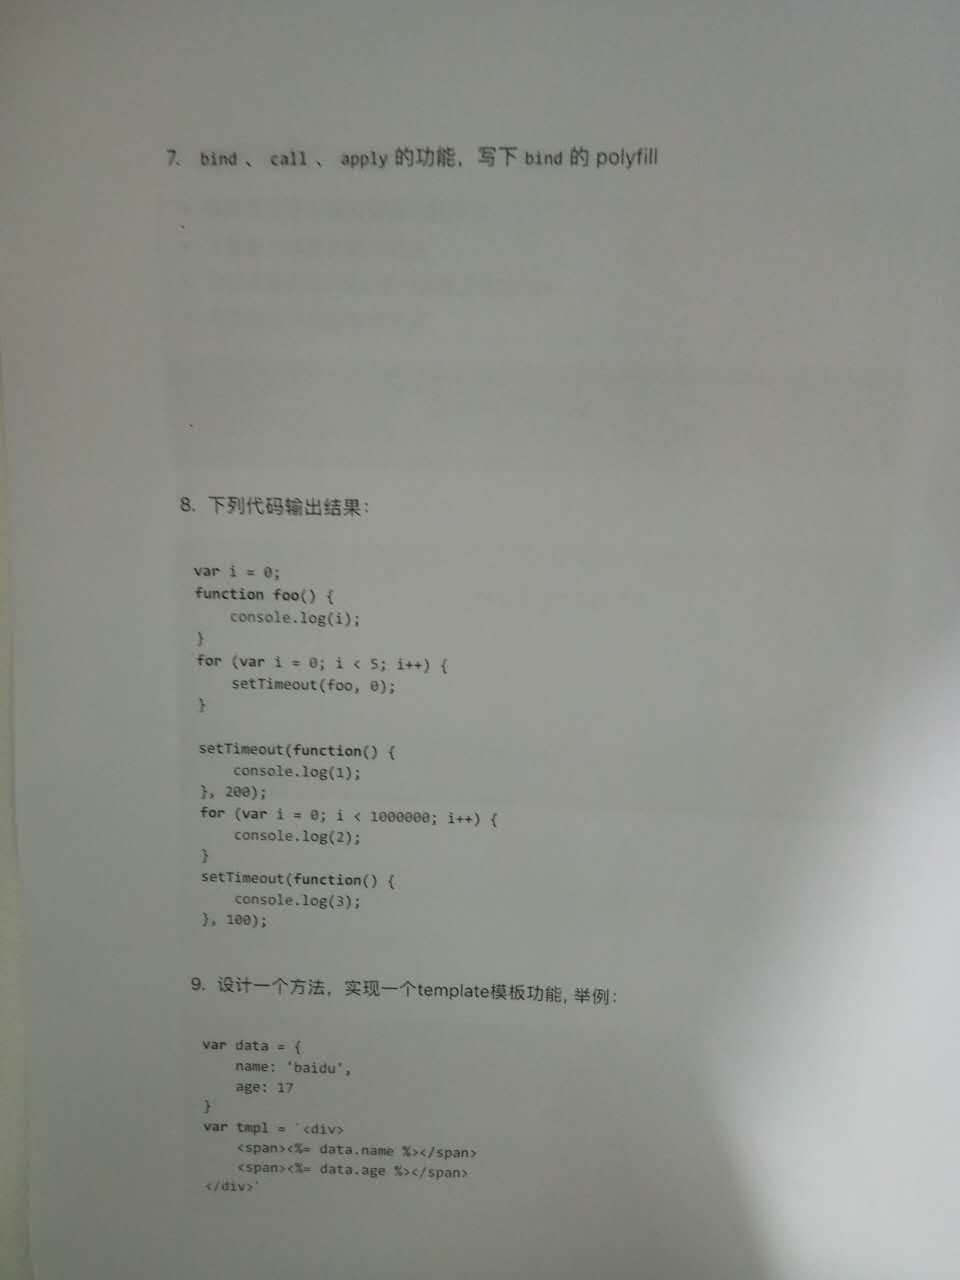 7. bind 、 call 、 apply 的功能，写下 bind 的 polyfill
8. 下列代码输出结果：
var i = 0;
function foo() {
    console.log(i);
}
for (var i = 0; i < 5; i++) {
    setTimeout(foo, 0);
}
setTimeout(function() {
    console.log(1);
}, 200);
for (var i = 0; i < 1000000; i++) {
    console.log(2);
}
setTimeout(function() {
    console.log(3);
}, 100);
9. 设计一个方法，实现一个template模板功能, 举例：
var data = {
    name: 'baidu',
    age: 17
}
var tmpl = `<div>
    <span><%= data.name %></span>
    <span><%= data.age %></span>
</div>`